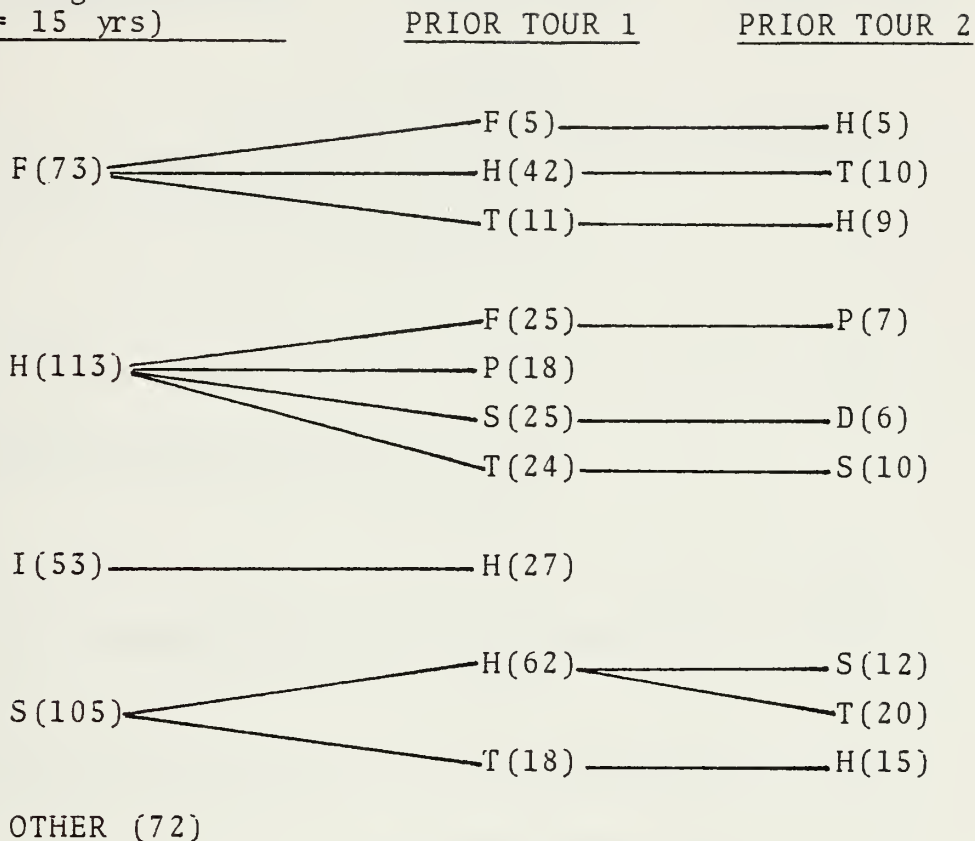 = 15 yrs) PRIOR TOUR 1 PRIOR TOUR 2
F(5) H(5)
F(73) H(42) T(10)
T(11) H(9)
F(25) P(7)
H(113) P(18)
S(25) D(6)
T(24) S(10)
I(53) H(27)
H(62) S(12)
S(105) T(20)
T(18) H(15)
OTHER (72)